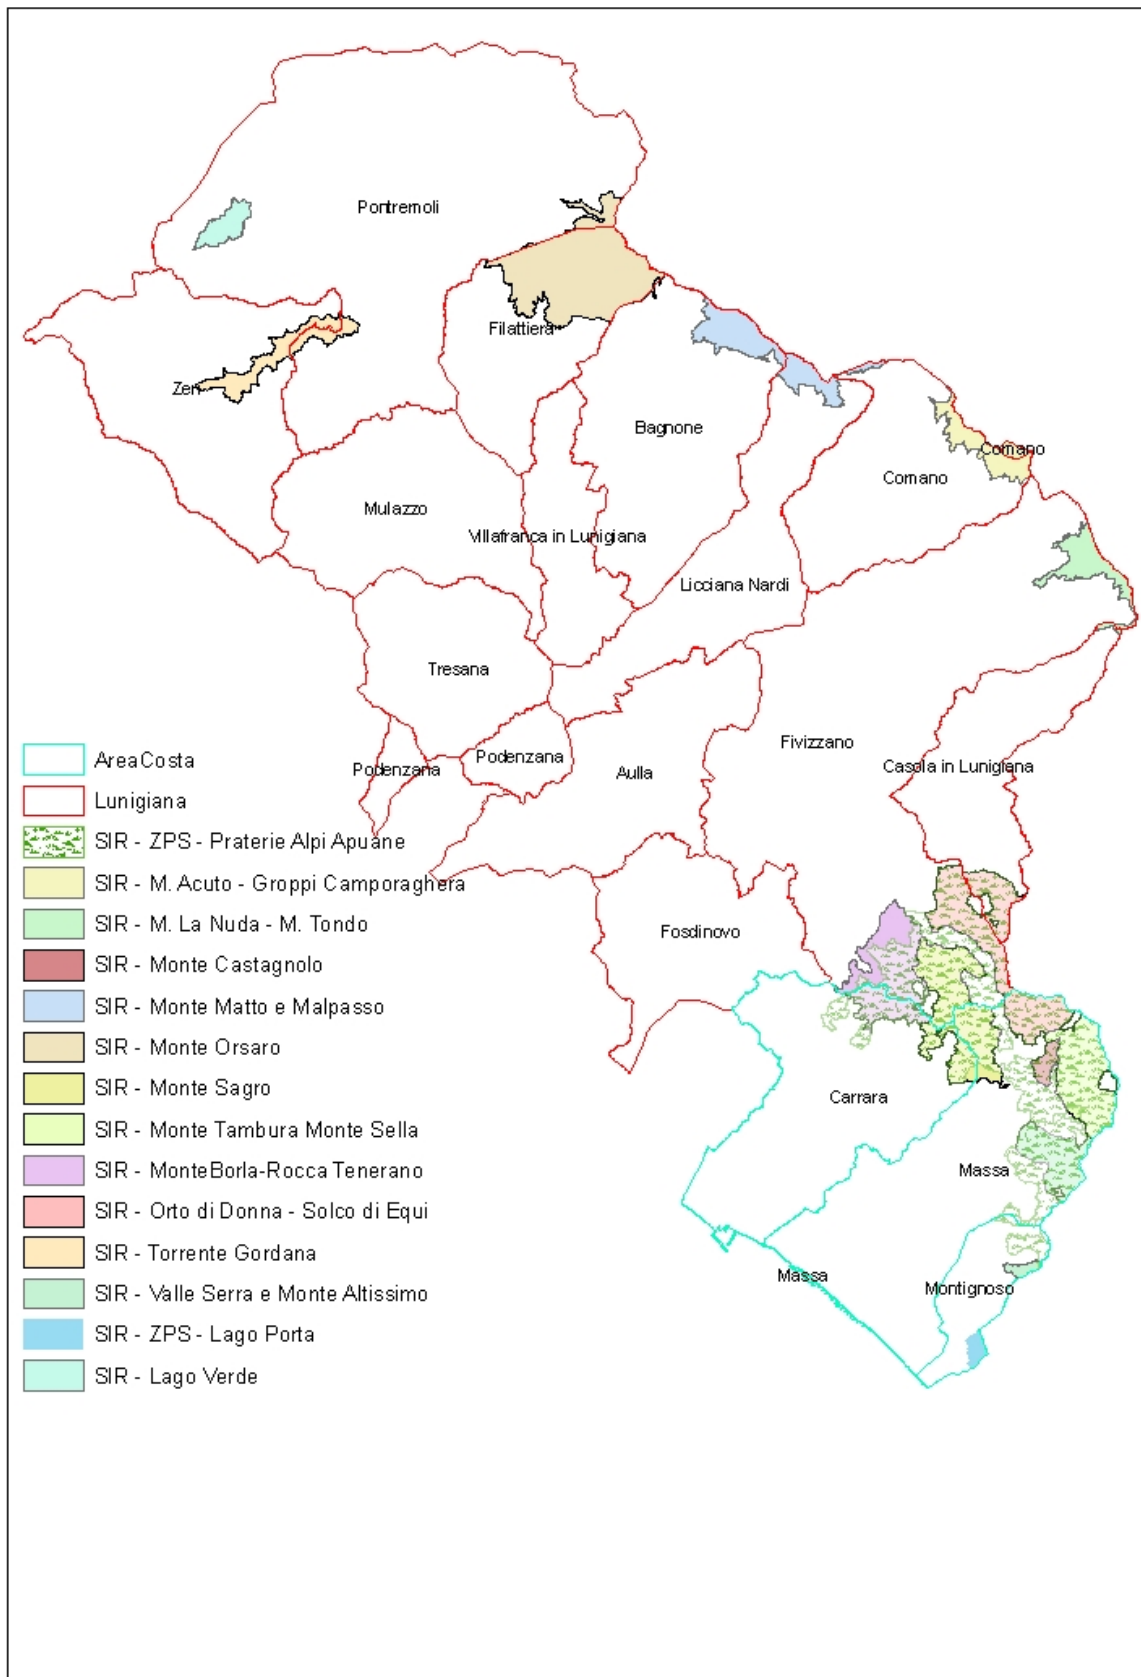 Pontremoli
Filattiera
Zeri
Bagnone
Comano
Comano
Mulazzo
Villafranca in Lunigiana
Licciana Nardi
Tresana
Fivizzano
Podenzana
Podenzana
Aulla
Casola in Lunigiana
Fosdinovo
Carrara
Massa
Massa
Montignoso
AreaCosta
Lunigiana
SIR - ZPS - Praterie Alpi Apuane
SIR - M. Acuto - Groppi Camporaghera
SIR - M. La Nuda - M. Tondo
SIR - Monte Castagnolo
SIR - Monte Matto e Malpasso
SIR - Monte Orsaro
SIR - Monte Sagro
SIR - Monte Tambura Monte Sella
SIR - MonteBorla-Rocca Tenerano
SIR - Orto di Donna - Solco di Equi
SIR - Torrente Gordana
SIR - Valle Serra e Monte Altissimo
SIR - ZPS - Lago Porta
SIR - Lago Verde